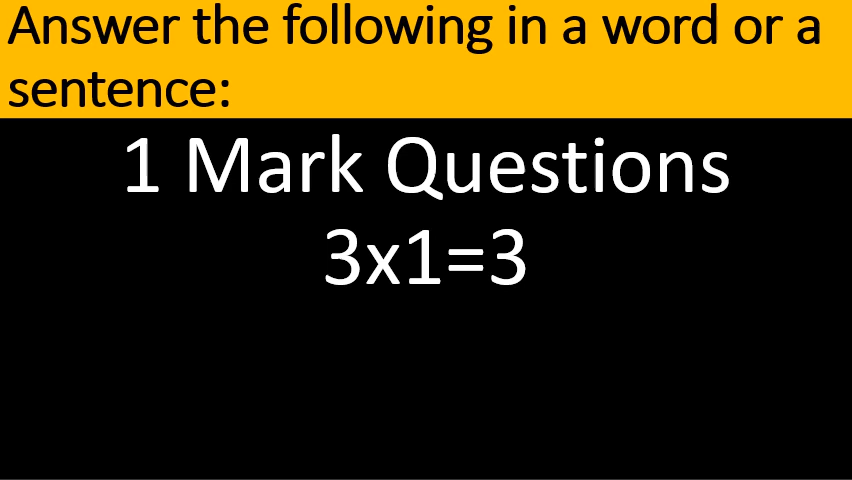 Answer the following in a word or a
sentence:
1 Mark Questions
3x1=3